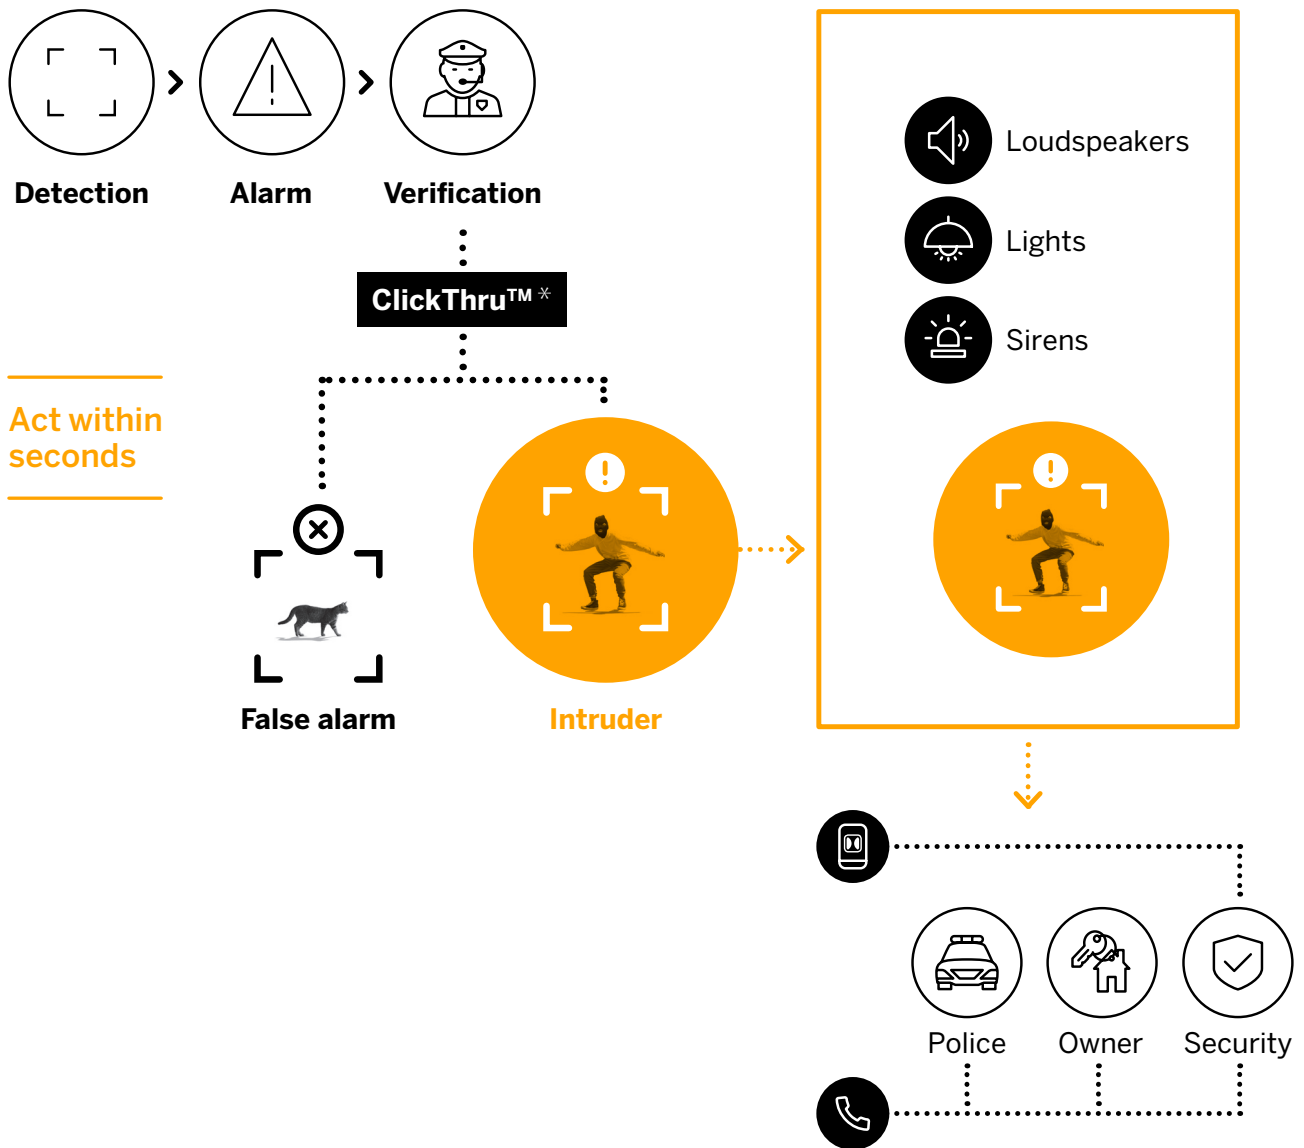 Detection
Alarm
Verification
ClickThru™ *
Act within
seconds
False alarm
Intruder
Loudspeakers
Lights
Sirens
Police
Owner
Security